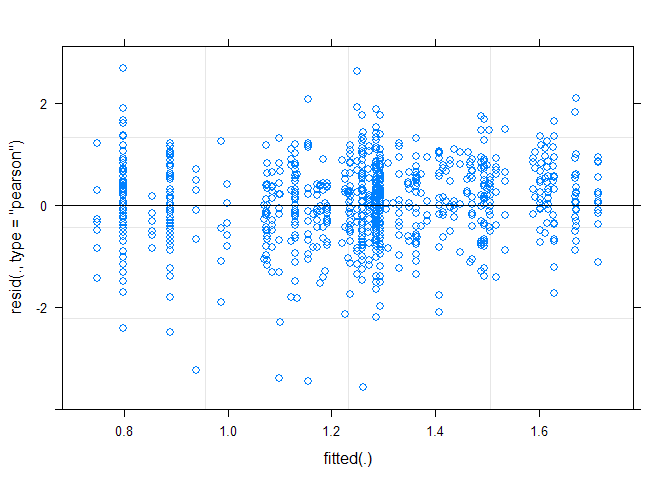 resid(., type = "pearson")
2
0
-2
0.8 1.0 1.2 1.4 1.6
fitted(.)